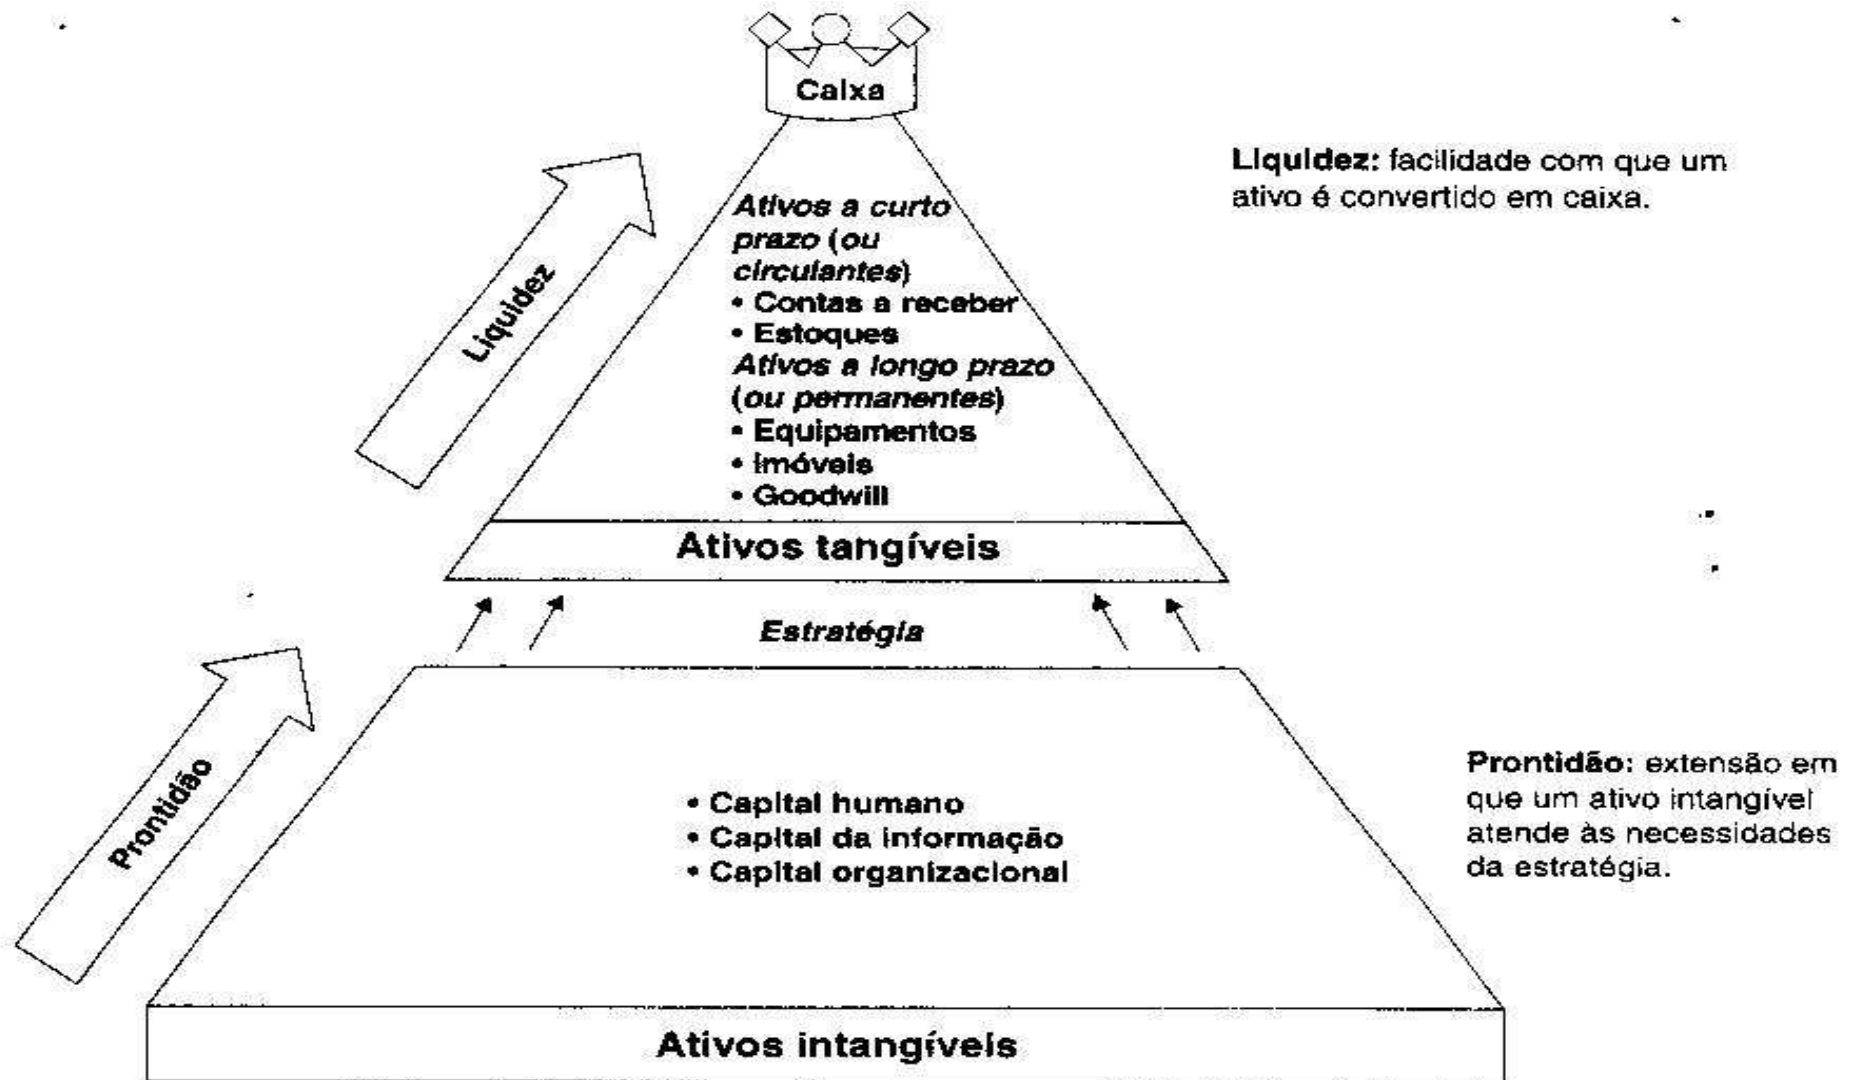 Caixa
Liquidez: facilidade com que um
ativo é convertido em caixa.
Liquidez
Ativos a curto
prazo (ou
circulantes)
• Contas a receber
• Estoques
Ativos a longo prazo
(ou permanentes)
• Equipamentos
• Imóveis
• Goodwill
Ativos tangíveis
Estratégia
Prontidão
• Capital humano
• Capital da informação
• Capital organizacional
Prontidão: extensão em
que um ativo intangível
atende às necessidades
da estratégia.
Ativos intangíveis